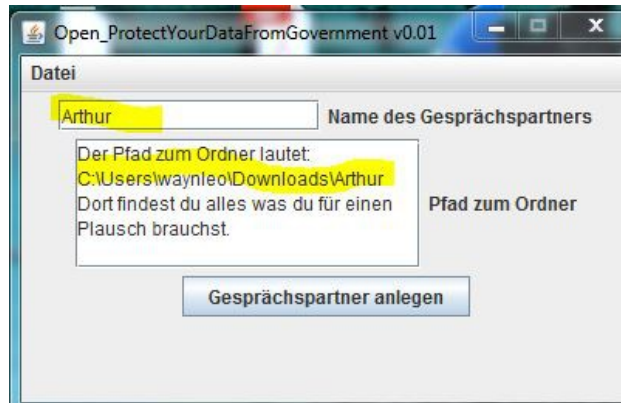 Open_ProtectYourDataFromGovernment v0.01
Datei
Arthur Name des Gesprächspartners
Der Pfad zum Ordner lautet:
C:\Users\waynleo\Downloads\Arthur
Dort findest du alles was du für einen Pfad zum Ordner
Plausch brauchst.
Gesprächspartner anlegen